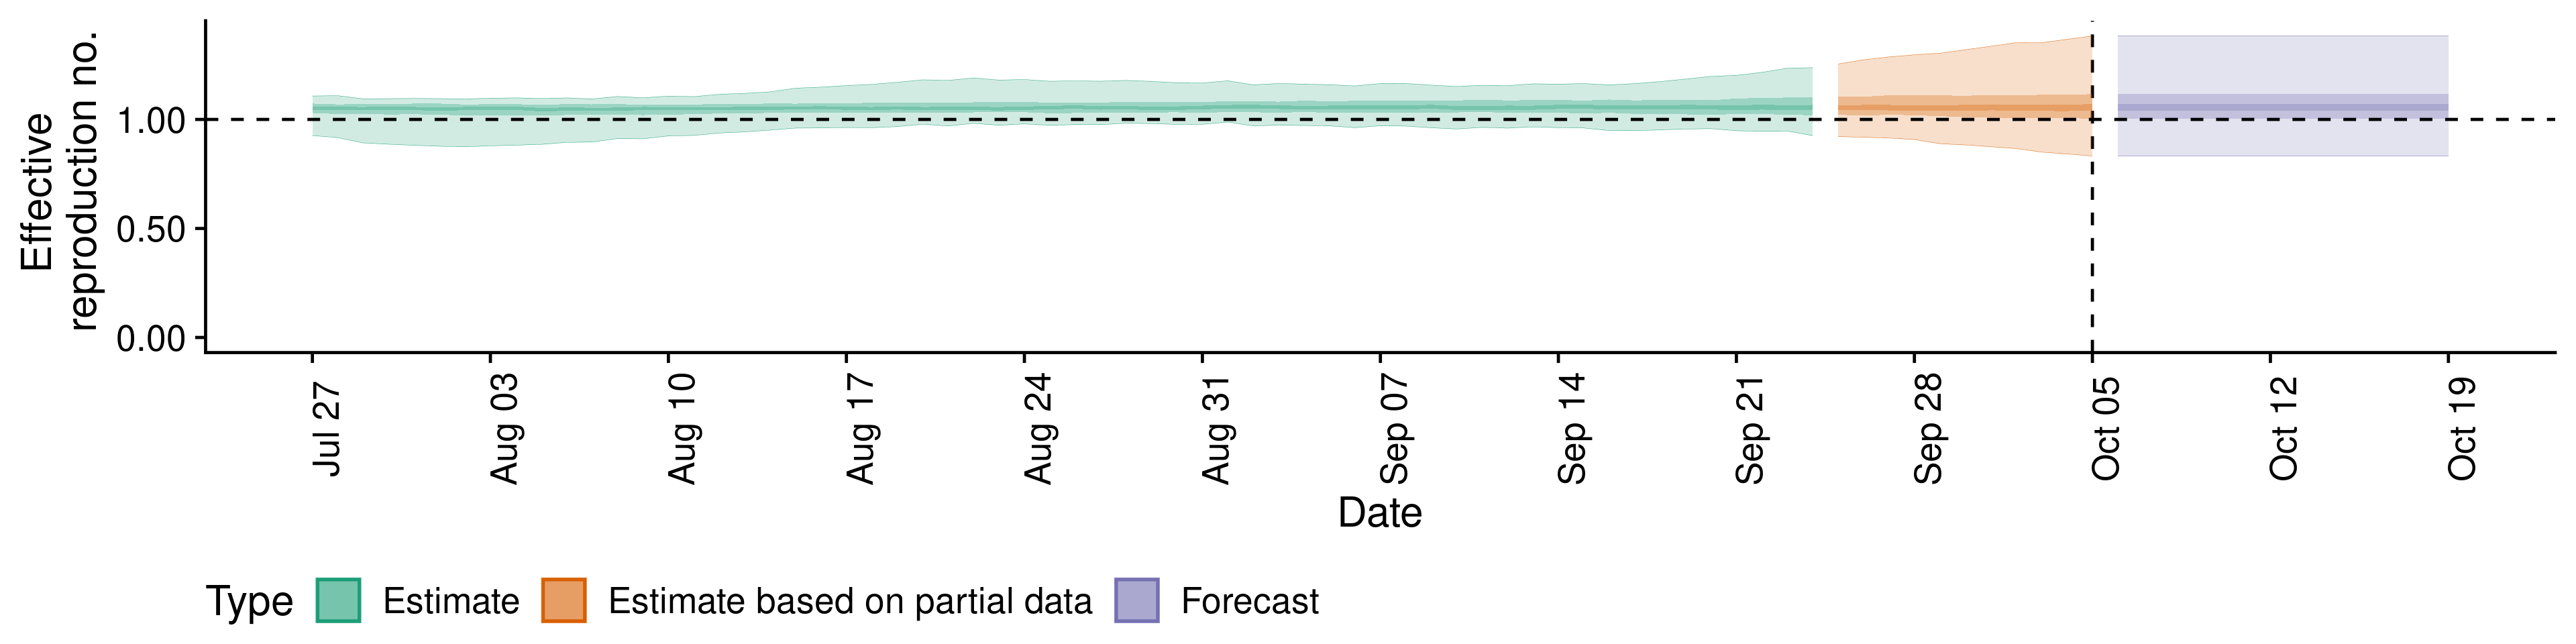 Effective
reproduction no.
1.00
0.50
0.00
Jul 27
Aug 03
Aug 10
Aug 17
Aug 24
Aug 31
Sep 07
Sep 14
Sep 21
Sep 28
Oct 05
Oct 12
Oct 19
Date
Type Estimate Estimate based on partial data Forecast